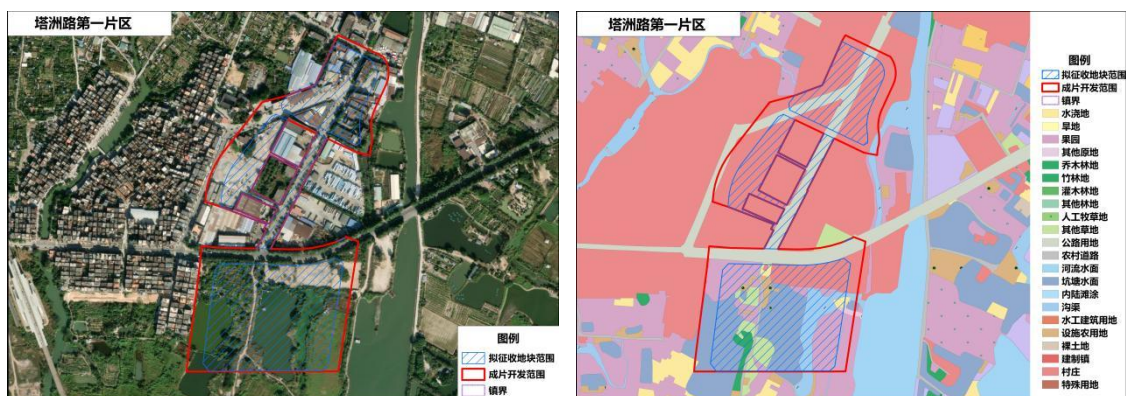 塔洲路第一片区
图例
拟征收地块范围
成片开发范围
镇界
塔洲路第一片区
图例
拟征收地块范围
成片开发范围
镇界
水浇地
旱地
果园
其他园地
乔木林地
竹林地
灌木林地
其他林地
人工牧草地
其他草地
公路用地
农村道路
河流水面
坑塘水面
内陆滩涂
沟渠
水工建筑用地
设施农用地
裸土地
建制镇
村庄
特殊用地